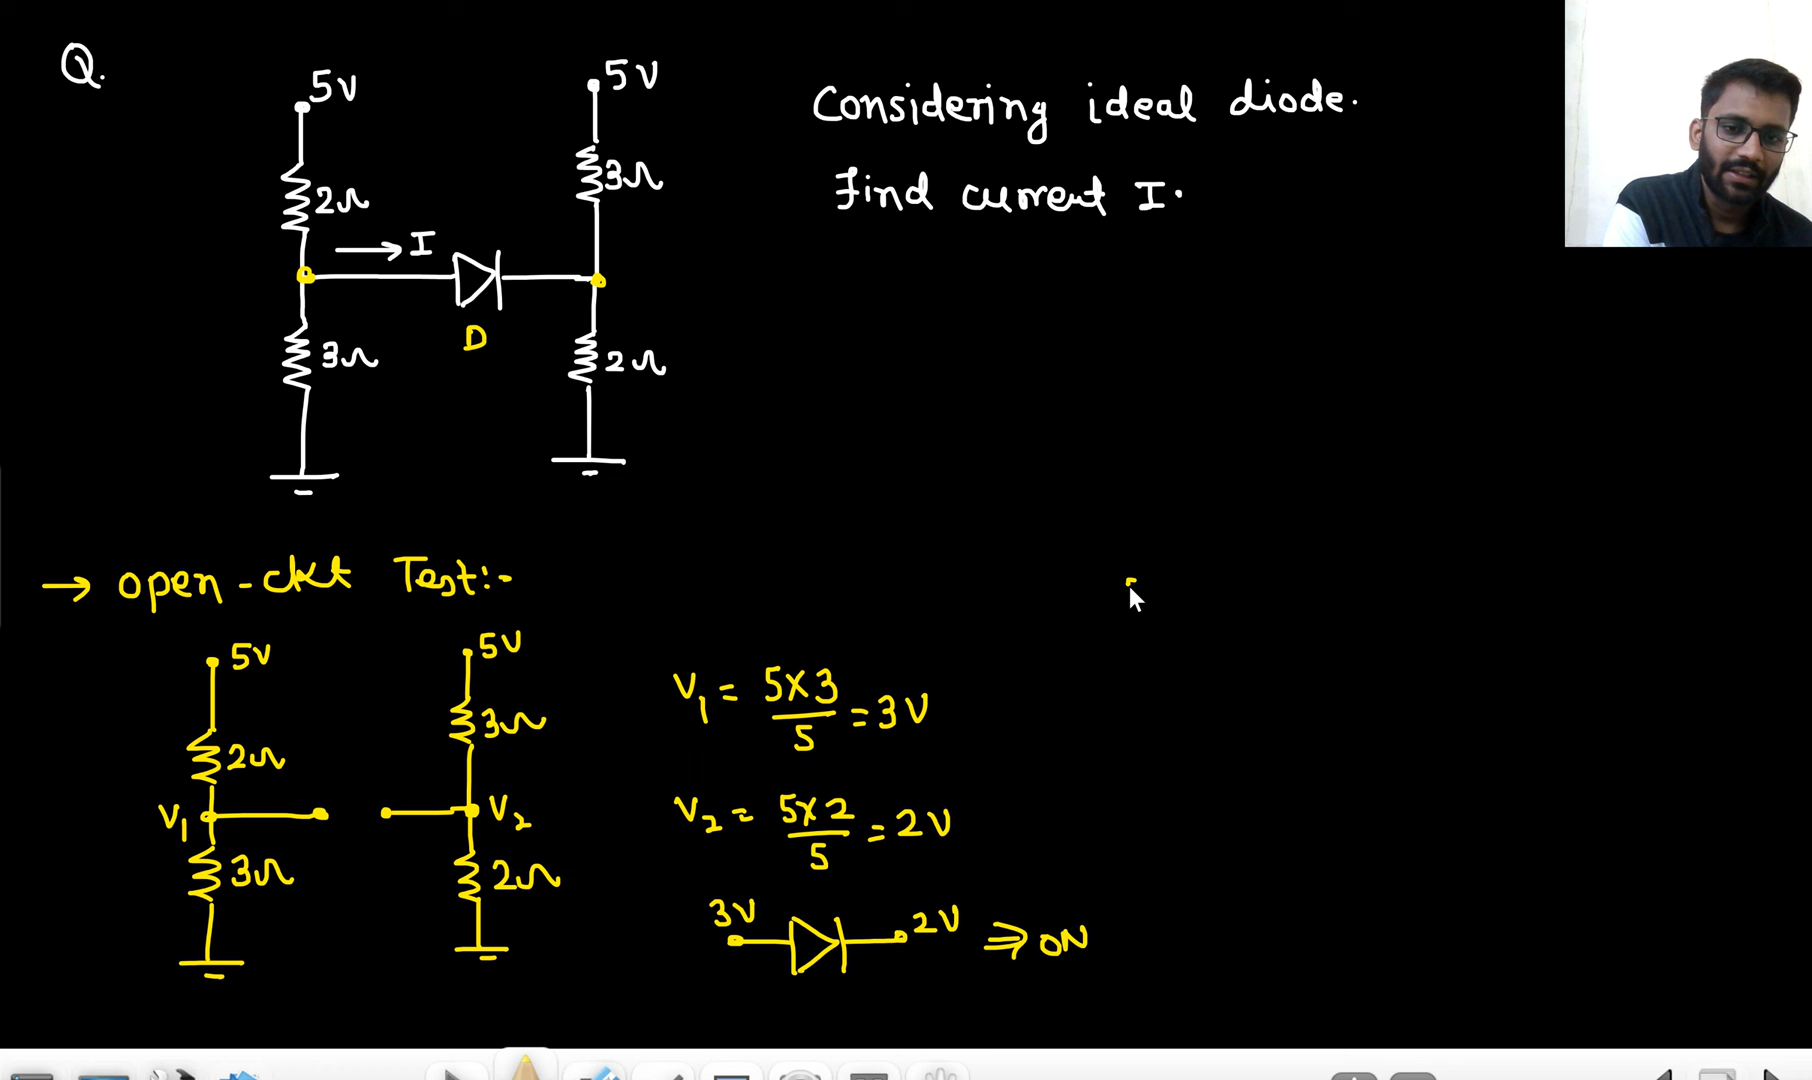 Q.
5V
5V
2Ω
3Ω
→ I
D
3Ω
2Ω
Considering ideal diode.
Find current I.
→ open-ckt Test:-
5V
5V
2Ω
3Ω
V₁
V₂
3Ω
2Ω
V₁ = 5×3/5 = 3V
V₂ = 5×2/5 = 2V
3V 2V ⇒ ON